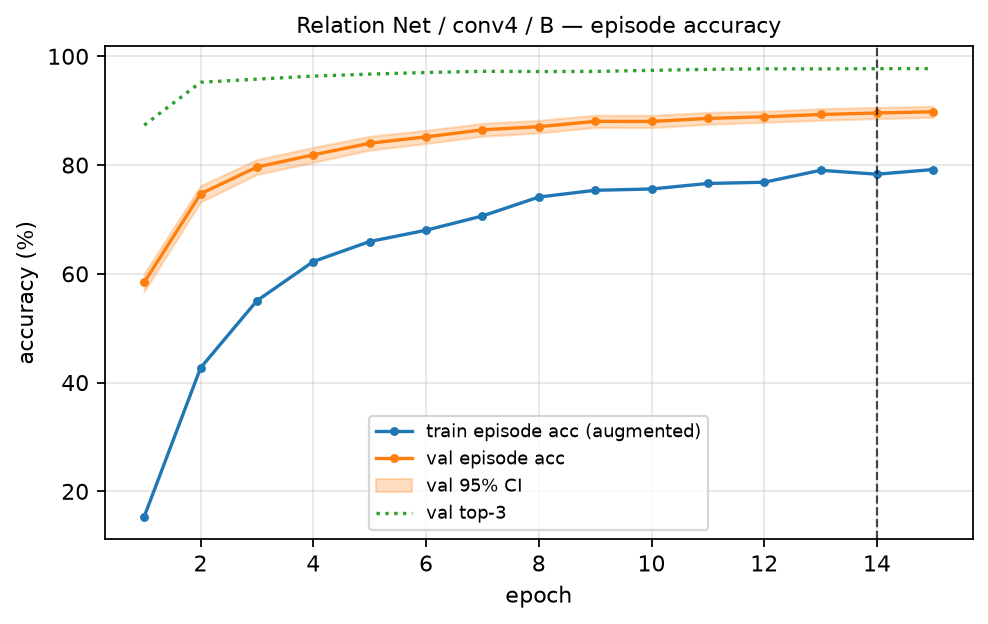 Relation Net / conv4 / B — episode accuracy
100
80
60
40
20
accuracy (%)
train episode acc (augmented)
val episode acc
val 95% CI
val top-3
2 4 6 8 10 12 14
epoch